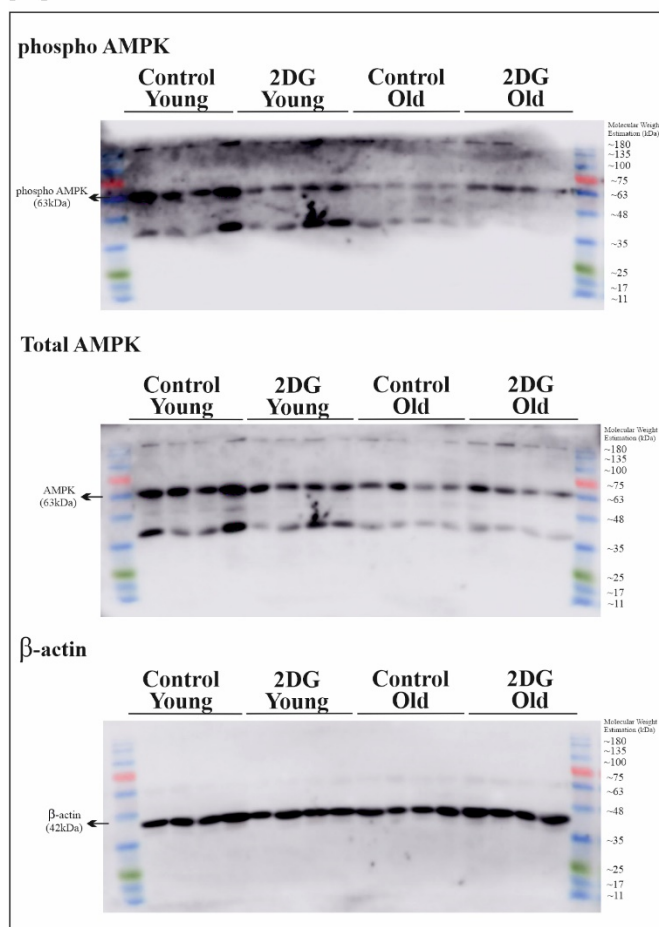 phospho AMPK
Control 2DG Control 2DG
Young Young Old Old
Molecular Weight
Estimation (kDa)
~180
~135
~100
~75
phospho AMPK
(63kDa)
~63
~48
~35
~25
~17
~11
Total AMPK
Control 2DG Control 2DG
Young Young Old Old
Molecular Weight
Estimation (kDa)
~180
~135
~100
~75
AMPK
(63kDa)
~63
~48
~35
~25
~17
~11
β-actin
Control 2DG Control 2DG
Young Young Old Old
Molecular Weight
Estimation (kDa)
~180
~135
~100
~75
~63
~48
β-actin
(42kDa)
~35
~25
~17
~11